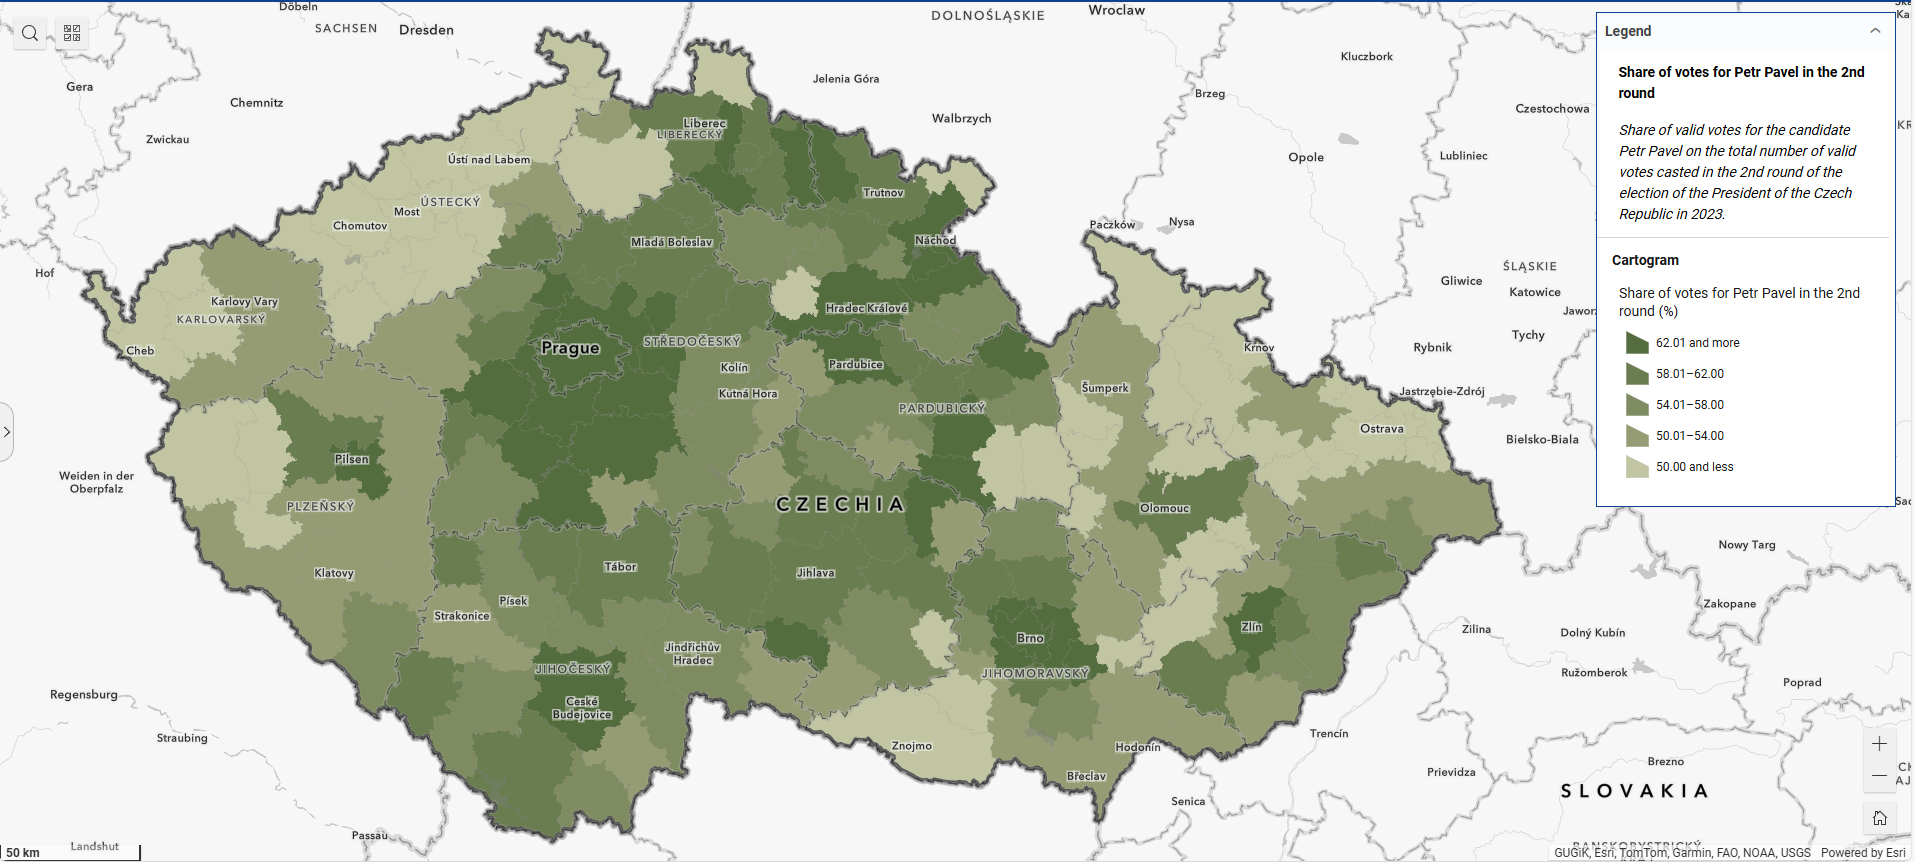 Döbeln
SACHSEN
Dresden
DOLNOŚLĄSKIE
Wrocław
Gera
Chemnitz
Zwickau
Jelenia Góra
Walbrzych
Kluczbork
Brzeg
Czestochowa
Opole
Lubliniec
Liberec
LIBERECKÝ
Ústí nad Labem
ÚSTECKÝ
Most
Chomutov
Trutnov
Náchod
Mladá Boleslav
Paczków
Nysa
Hof
Karlovy Vary
KARLOVARSKÝ
Cheb
Hradec Králové
Prague
STŘEDOČESKÝ
Kolín
Kutná Hora
Pardubice
PARDUBICKÝ
Šumperk
Krnov
Gliwice
ŚLĄSKIE
Katowice
Tychy
Rybnik
Jastrzębie-Zdrój
Bielsko-Biala
Ostrava
Weiden in der
Oberpfalz
Pilsen
PLZEŇSKÝ
CZECHIA
Olomouc
Klatovy
Tábor
Jihlava
Písek
Strakonice
Jindřichův
Hradec
JIHOČESKÝ
České
Budejovice
Brno
JIHOMORAVSKÝ
Zlín
Znojmo
Hodonín
Břeclav
Nowy Targ
Zakopane
Zilina
Dolný Kubín
Ružomberok
Poprad
Trencín
Prievidza
Brezno
SLOVAKIA
Senica
BANSKOBYSTRICKÝ
Regensburg
Straubing
Passau
Landshut
50 km
Legend
Share of votes for Petr Pavel in the 2nd
round
Share of valid votes for the candidate
Petr Pavel on the total number of valid
votes casted in the 2nd round of the
election of the President of the Czech
Republic in 2023.
Cartogram
Share of votes for Petr Pavel in the 2nd
round (%)
62.01 and more
58.01–62.00
54.01–58.00
50.01–54.00
50.00 and less
GUGiK, Esri, TomTom, Garmin, FAO, NOAA, USGS Powered by Esri